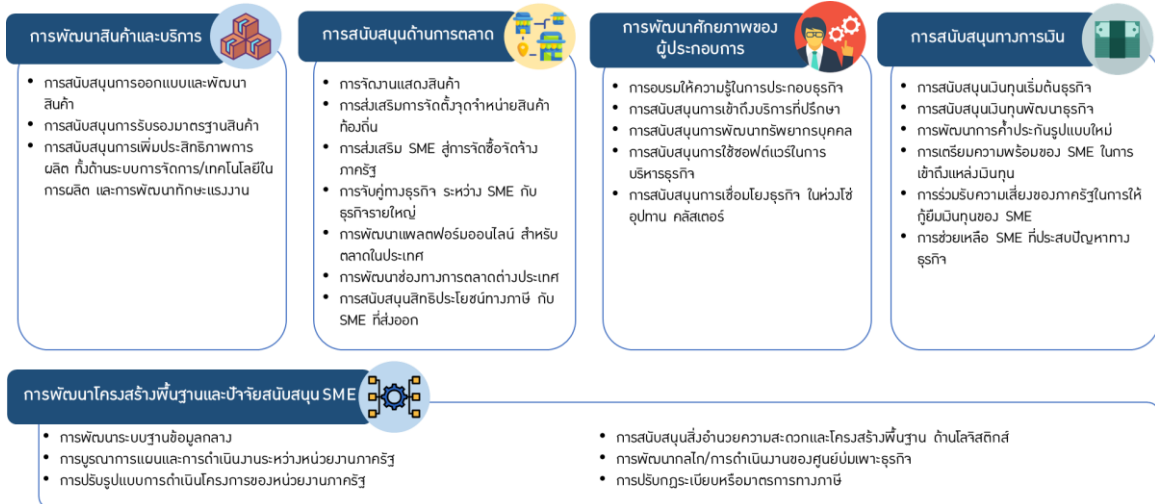 การพัฒนาสินค้าและบริการ
• การสนับสนุนการออกแบบและพัฒนา
สินค้า
• การสนับสนุนการรับรองมาตรฐานสินค้า
• การสนับสนุนการเพิ่มประสิทธิภาพการ
ผลิต ทั้งด้านระบบการจัดการ/เทคโนโลยีใน
การผลิต และการพัฒนาทักษะแรงงาน
การสนับสนุนด้านการตลาด
• การจัดงานแสดงสินค้า
• การส่งเสริมการจัดตั้งจุดจำหน่ายสินค้า
ท้องถิ่น
• การส่งเสริม SME สู่การจัดซื้อจัดจ้าง
ภาครัฐ
• การจับคู่ทางธุรกิจ ระหว่าง SME กับ
ธุรกิจรายใหญ่
• การพัฒนาแพลตฟอร์มออนไลน์ สำหรับ
ตลาดในประเทศ
• การพัฒนาช่องทางการตลาดต่างประเทศ
• การสนับสนุนสิทธิประโยชน์ทางภาษี กับ
SME ที่ส่งออก
การพัฒนาศักยภาพของ
ผู้ประกอบการ
• การอบรมให้ความรู้ในการประกอบธุรกิจ
• การสนับสนุนการเข้าถึงบริการที่ปรึกษา
• การสนับสนุนการพัฒนาทรัพยากรบุคคล
• การสนับสนุนการใช้ซอฟต์แวร์ในการ
บริหารธุรกิจ
• การสนับสนุนการเชื่อมโยงธุรกิจ ในห่วงโซ่
อุปทาน คลัสเตอร์
การสนับสนุนทางการเงิน
• การสนับสนุนเงินทุนเริ่มต้นธุรกิจ
• การสนับสนุนเงินทุนพัฒนาธุรกิจ
• การพัฒนาการค้ำประกันรูปแบบใหม่
• การเตรียมความพร้อมของ SME ในการ
เข้าถึงแหล่งเงินทุน
• การร่วมรับความเสี่ยงของภาครัฐในการให้
กู้ยืมเงินทุนของ SME
• การช่วยเหลือ SME ที่ประสบปัญหาทาง
ธุรกิจ
การพัฒนาโครงสร้างพื้นฐานและปัจจัยสนับสนุน SME
• การพัฒนาระบบฐานข้อมูลกลาง
• การบูรณาการแผนและการดำเนินงานระหว่างหน่วยงานภาครัฐ
• การปรับรูปแบบการดำเนินโครงการของหน่วยงานภาครัฐ
• การสนับสนุนสิ่งอำนวยความสะดวกและโครงสร้างพื้นฐาน ด้านโลจิสติกส์
• การพัฒนากลไก/การดำเนินงานของศูนย์บ่มเพาะธุรกิจ
• การปรับกฎระเบียบหรือมาตรการทางภาษี